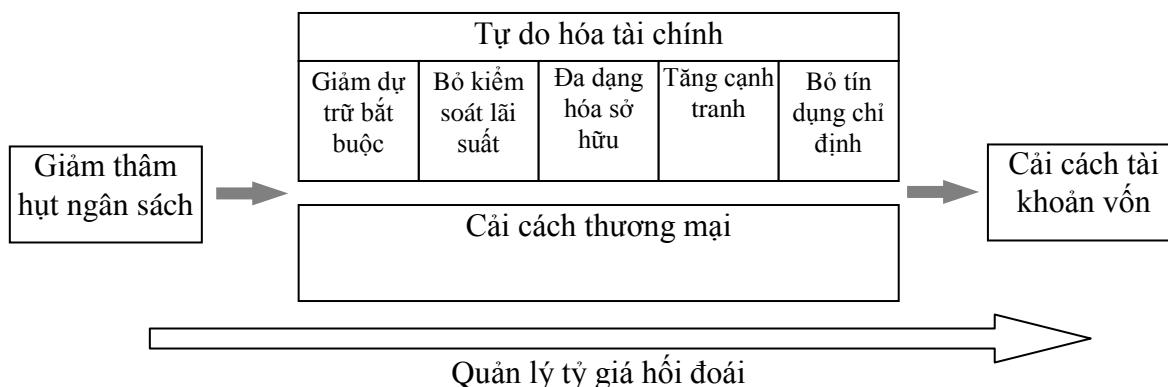 Tự do hóa tài chính
Giảm dự
trữ bắt
buộc
Bỏ kiểm
soát lãi
suất
Đa dạng
hóa sở
hữu
Tăng cạnh
tranh
Bỏ tín
dụng chỉ
định
Giảm thâm
hụt ngân sách
Cải cách thương mại
Cải cách tài
khoản vốn
Quản lý tỷ giá hối đoái